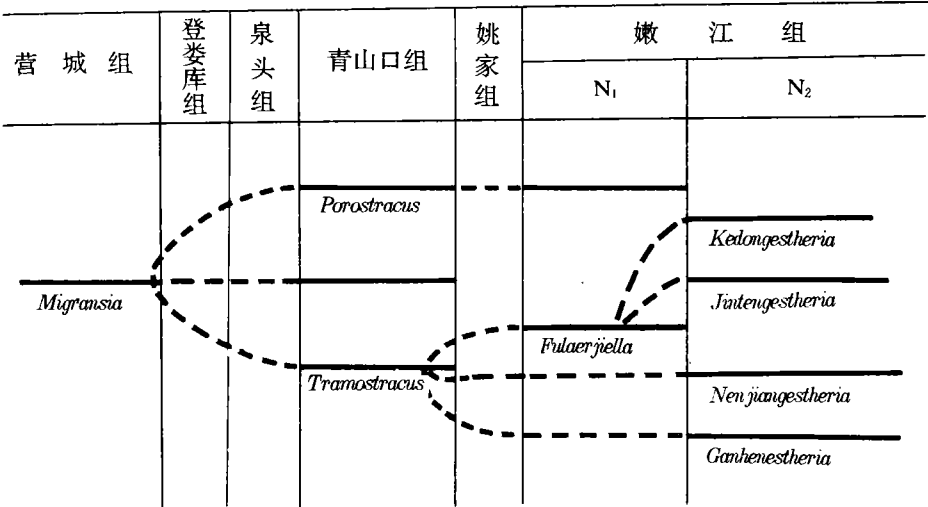 营城组
登娄库组
泉头组
青山口组
姚家组
嫩江组
N₁
N₂
Porostracus
Kedongestheria
Migransia
Jintengestheria
Fulaerjiella
Tramostracus
Nenjiangestheria
Ganhenestheria